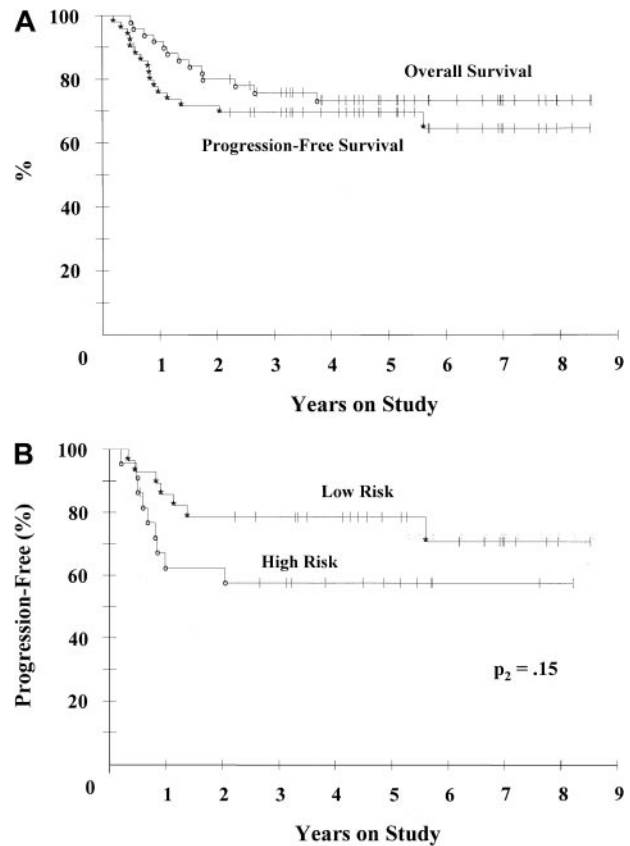 A
100
80
60
40
20
0
%
Overall Survival
Progression-Free Survival
1 2 3 4 5 6 7 8 9
Years on Study
B
100
80
60
40
20
0
Progression-Free (%)
Low Risk
High Risk
p₂ = .15
1 2 3 4 5 6 7 8 9
Years on Study